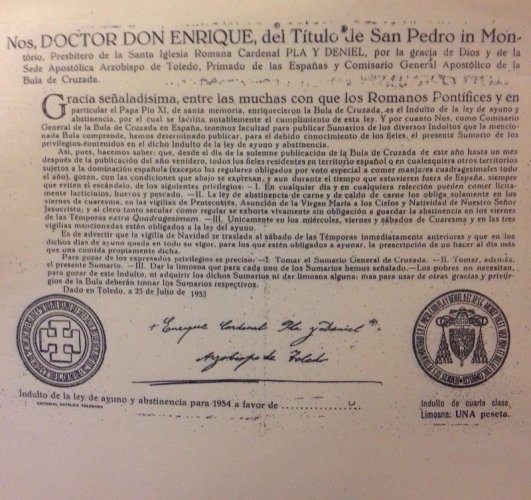 Nos, DOCTOR DON ENRIQUE, del Título de San Pedro in Mon-
tório, Presbítero de la Santa Iglesia Romana Cardenal PLA Y DENIEL, por la gracia de Dios y de la
Sede Apostólica Arzobispo de Toledo, Primado de las Españas y Comisario General Apostólico de la
Bula de Cruzada.
Gracia señaladísima, entre las muchas con que los Romanos Pontífices y en
particular el Papa Pío XI, de santa memoria, enriquecieron la Bula de Cruzada, es el Indulto de la ley de ayuno y
abstinencia, por el cual se facilita notablemente el cumplimiento de esta ley. Y por cuanto Nos, como Comisario
General de la Bula de Cruzada en España, tenemos facultad para publicar Sumarios de los diversos Indultos que la mencio-
nada Bula comprende, hemos determinado publicar, para el debido conocimiento de los fieles, el presente Sumario de los
privilegios contenidos en el dicho Indulto de la ley de ayuno y abstinencia.
Así, pues, hacemos saber: que, desde el día de la solemne publicación de la Bula de Cruzada de este año hasta un mes
después de la publicación del año venidero, todos los fieles residentes en territorio español o en cualesquiera otros territorios
sujetos a la dominación española (excepto los regulares obligados por voto especial a comer manjares cuadragesimales todo
el año), gozan, con las condiciones que abajo se expresan, y aun durante el tiempo que estuvieren fuera de España, siempre
que eviten el escándalo, de los siguientes privilegios: — I. En cualquier día y en cualquiera refección pueden comer lícita-
mente lacticinios, huevos y pescado. — II. La ley de abstinencia de carne y de caldo de carne los obliga solamente en los
viernes de cuaresma, en las vigilias de Pentecostés, Asunción de la Virgen María a los Cielos y Natividad de Nuestro Señor
Jesucristo; y al clero tanto secular como regular se exhorta vivamente sin obligación a guardar la abstinencia en los viernes
de las Témporas extra Quadragesimam. — III. Únicamente en los miércoles, viernes y sábados de Cuaresma y en las tres
vigilias mencionadas están obligados a la ley del ayuno.
Es de advertir que la vigilia de Navidad se traslada al sábado de las Témporas inmediatamente anteriores y que en los
dichos días de ayuno queda en todo su vigor, para los que estén obligados a ayunar, la prescripción de no hacer al día más
que una comida propiamente dicha.
Para gozar de los expresados privilegios es preciso: —I. Tomar el Sumario General de Cruzada. —II. Tomar, además,
el presente Sumario. —III. Dar la limosna que para cada uno de los Sumarios hemos señalado.—Los pobres no necesitan,
para gozar de este Indulto, ni adquirir los dichos Sumarios ni dar limosna alguna; mas para usar de otras gracias y privile-
gios de la Bula deberán tomar los Sumarios respectivos.
Dado en Toledo, a 25 de julio de 1953
+ Enrique Cardenal Pla y Deniel
Arzobispo de Toledo
Indulto de la ley de ayuno y abstinencia para 1954 a favor de
EDITORIAL CATÓLICA TOLEDANA
Indulto de cuarta clase.
Limosna: UNA peseta.